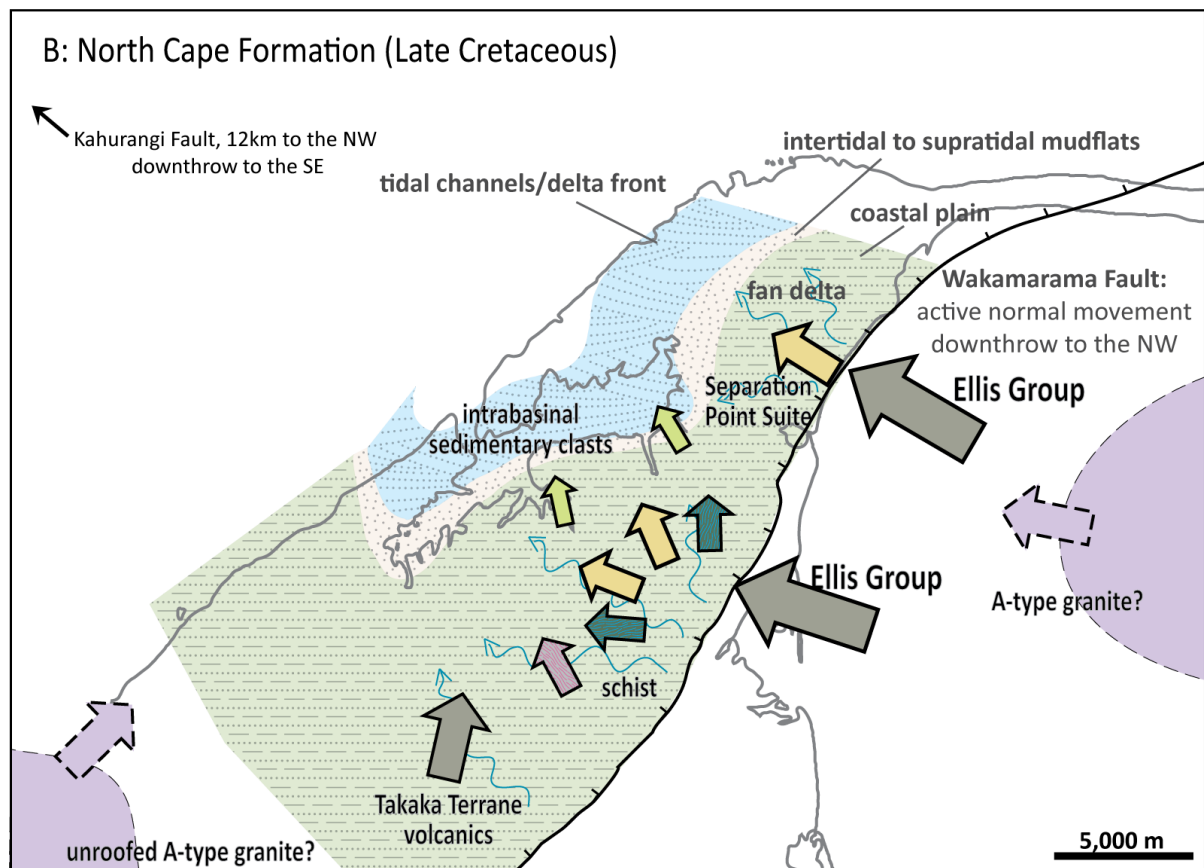 B: North Cape Formation (Late Cretaceous)
Kahurangi Fault, 12km to the NW
downthrow to the SE
intertidal to supratidal mudflats
tidal channels/delta front
coastal plain
Wakamarama Fault:
active normal movement
downthrow to the NW
fan delta
Ellis Group
Separation
Point Suite
intrabasinal
sedimentary clasts
Ellis Group
A-type granite?
schist
Takaka Terrane
volcanics
unroofed A-type granite?
5,000 m